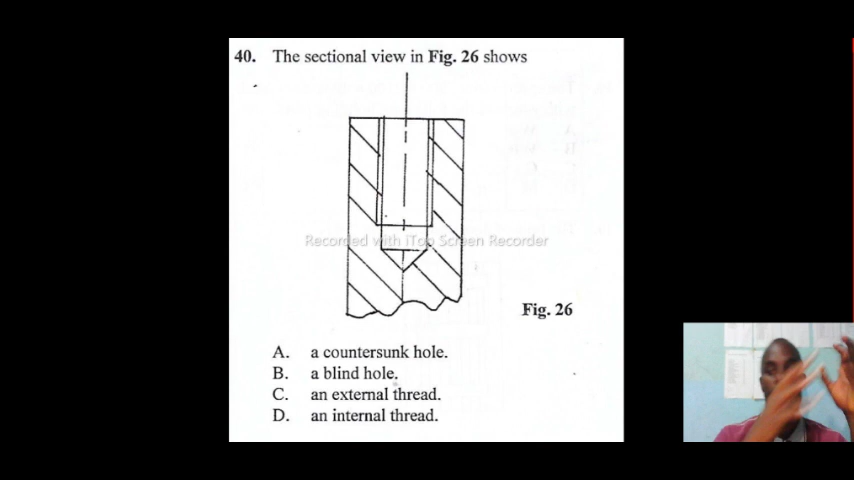 40. The sectional view in Fig. 26 shows
Recorded with iTop Screen Recorder
Fig. 26
A. a countersunk hole.
B. a blind hole.
C. an external thread.
D. an internal thread.